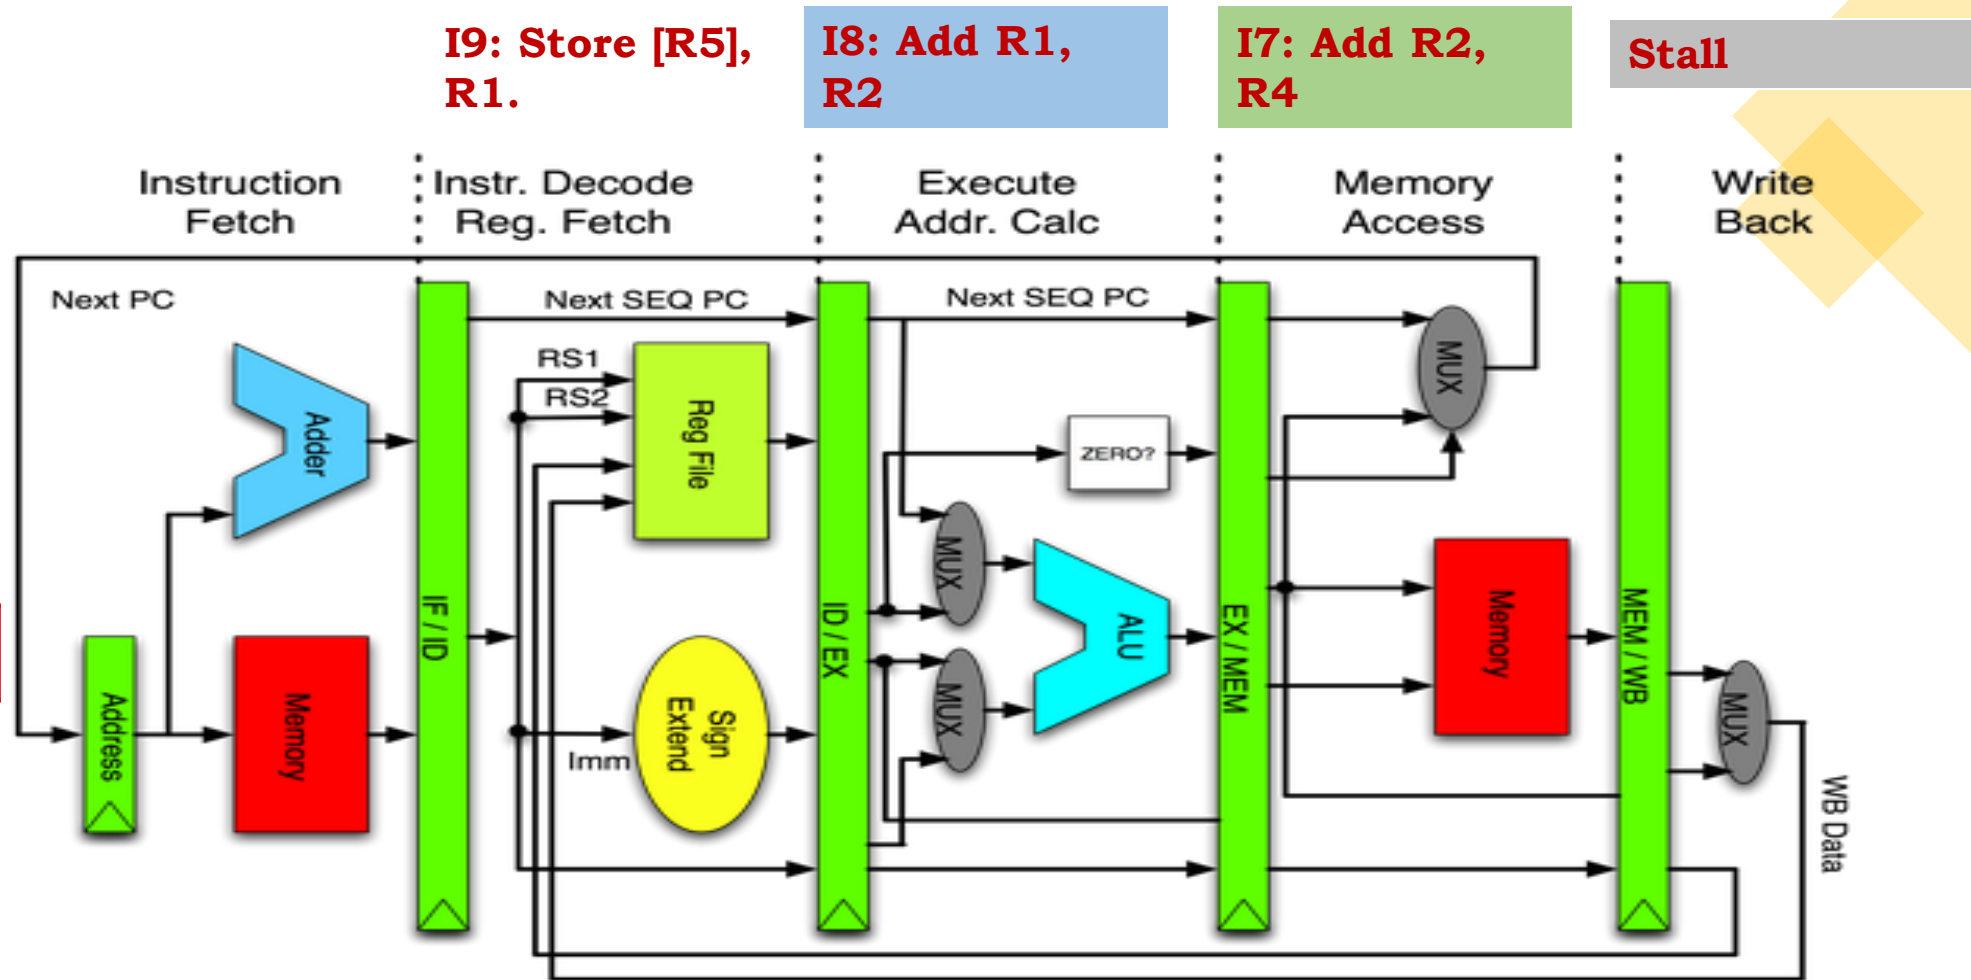 I9: Store [R5],
R1.
I8: Add R1,
R2
I7: Add R2,
R4
Stall
Instruction
Fetch
Instr. Decode
Reg. Fetch
Execute
Addr. Calc
Memory
Access
Write
Back
Next PC
Next SEQ PC
Next SEQ PC
RS1
RS2
Adder
Reg File
ZERO?
MUX
MUX
MUX
MUX
ALU
IF / ID
ID / EX
EX / MEM
MEM / WB
Address
Memory
Sign
Extend
Imm
Memory
WB Data